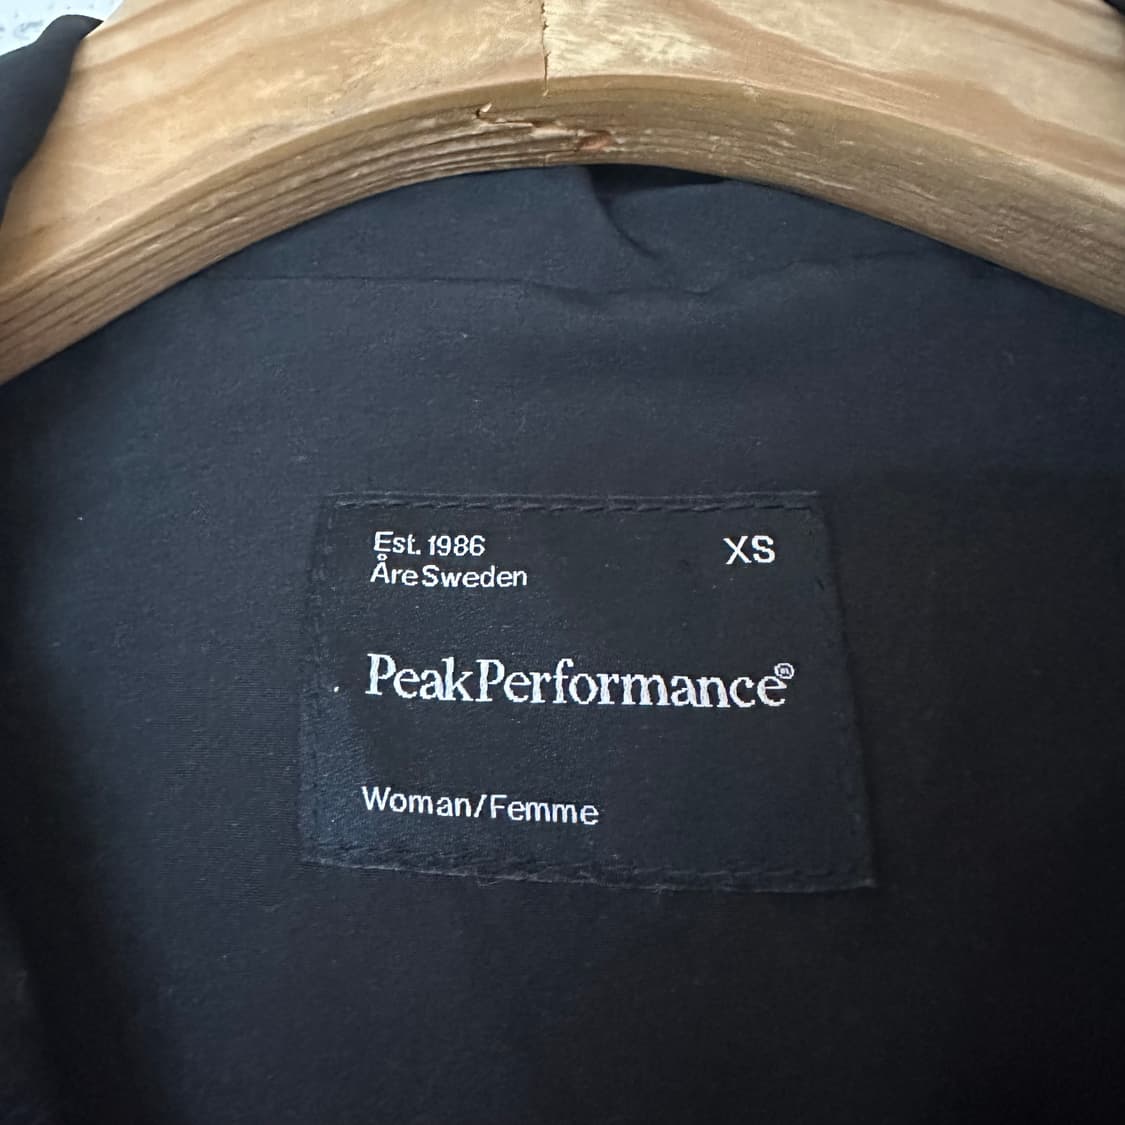 Est. 1986
XS
Åre Sweden
PeakPerformance®
Woman/Femme